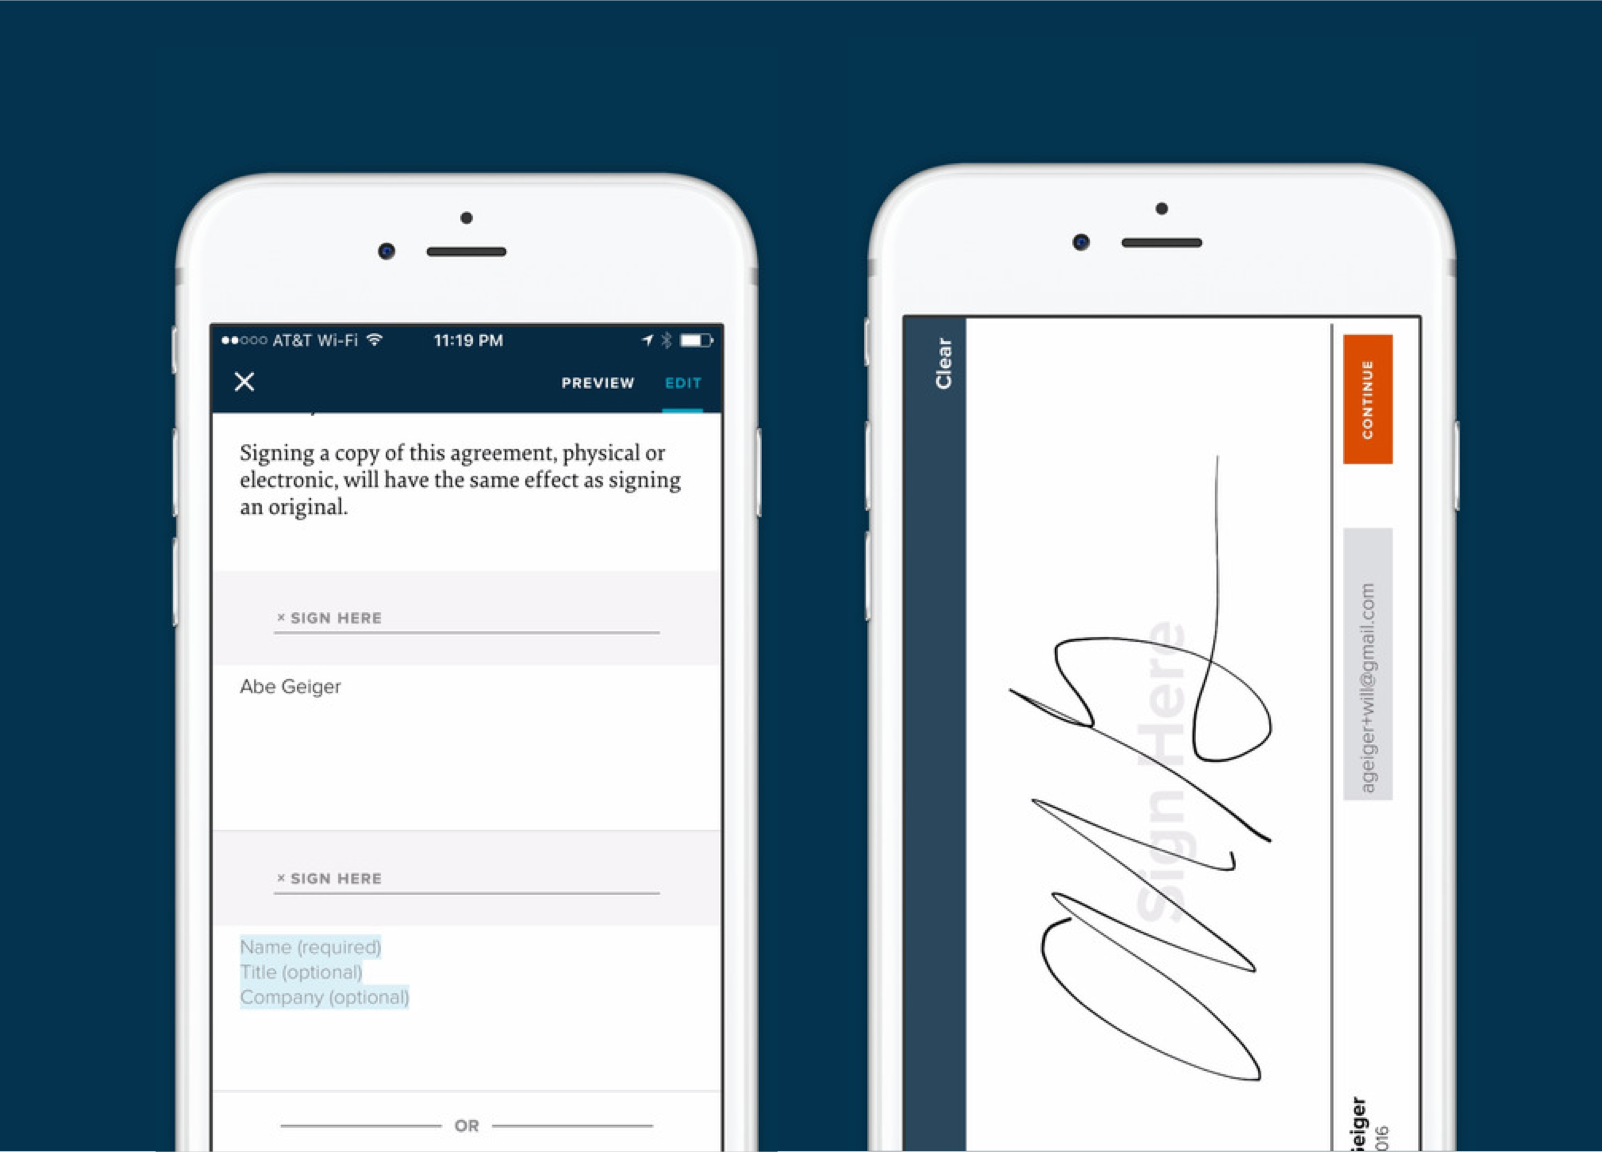 AT&T Wi-Fi 11:19 PM
PREVIEW EDIT
Signing a copy of this agreement, physical or
electronic, will have the same effect as signing
an original.
× SIGN HERE
Abe Geiger
× SIGN HERE
Name (required)
Title (optional)
Company (optional)
OR
Clear
Sign Here
ageiger+will@gmail.com
CONTINUE
eiger
016